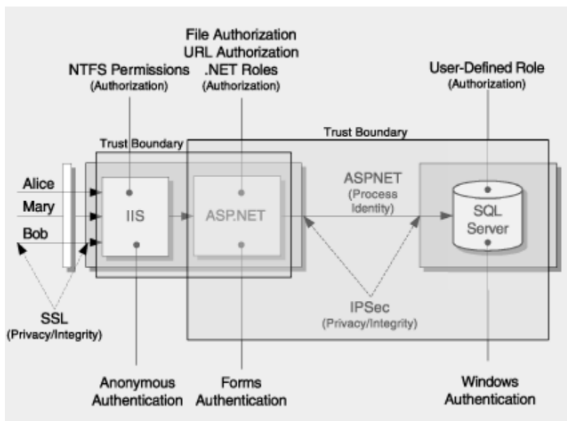 File Authorization
URL Authorization
NTFS Permissions
(Authorization)
.NET Roles
(Authorization)
User-Defined Role
(Authorization)
Trust Boundary
Trust Boundary
Alice
Mary
Bob
IIS
ASP.NET
ASPNET
(Process
Identity)
SQL
Server
SSL
(Privacy/Integrity)
IPSec
(Privacy/Integrity)
Anonymous
Authentication
Forms
Authentication
Windows
Authentication